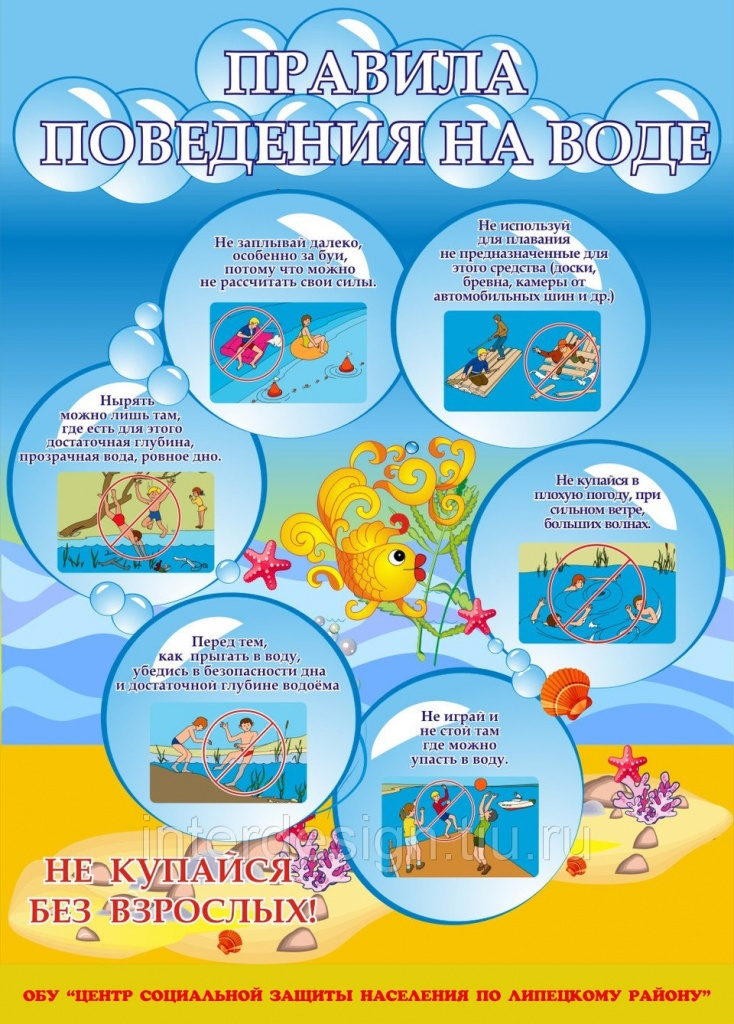 ПРАВИЛА
ПОВЕДЕНИЯ НА ВОДЕ
Не заплывай далеко,
особенно за буи,
потому что можно
не рассчитать свои силы.
Не используй
для плавания
не предназначенные для
этого средства (доски,
бревна, камеры от
автомобильных шин и др.)
Нырять
можно лишь там,
где есть для этого
достаточная глубина,
прозрачная вода, ровное дно.
Не купайся в
плохую погоду, при
сильном ветре,
больших волнах.
Перед тем,
как прыгать в воду,
убедись в безопасности дна
и достаточной глубине водоёма
Не играй и
не стой там
где можно
упасть в воду.
interdesign.tiu.ru
НЕ КУПАЙСЯ
БЕЗ ВЗРОСЛЫХ!
ОБУ “ЦЕНТР СОЦИАЛЬНОЙ ЗАЩИТЫ НАСЕЛЕНИЯ ПО ЛИПЕЦКОМУ РАЙОНУ”